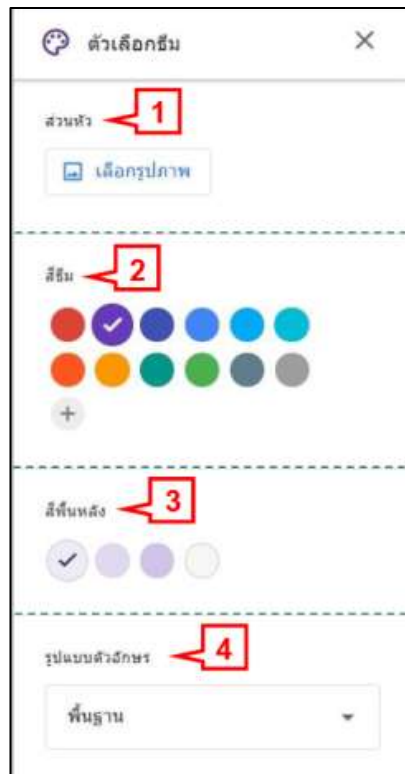 ตัวเลือกธีม
ส่วนหัว 1
เลือกรูปภาพ
สีธีม 2
สีพื้นหลัง 3
รูปแบบตัวอักษร 4
พื้นฐาน